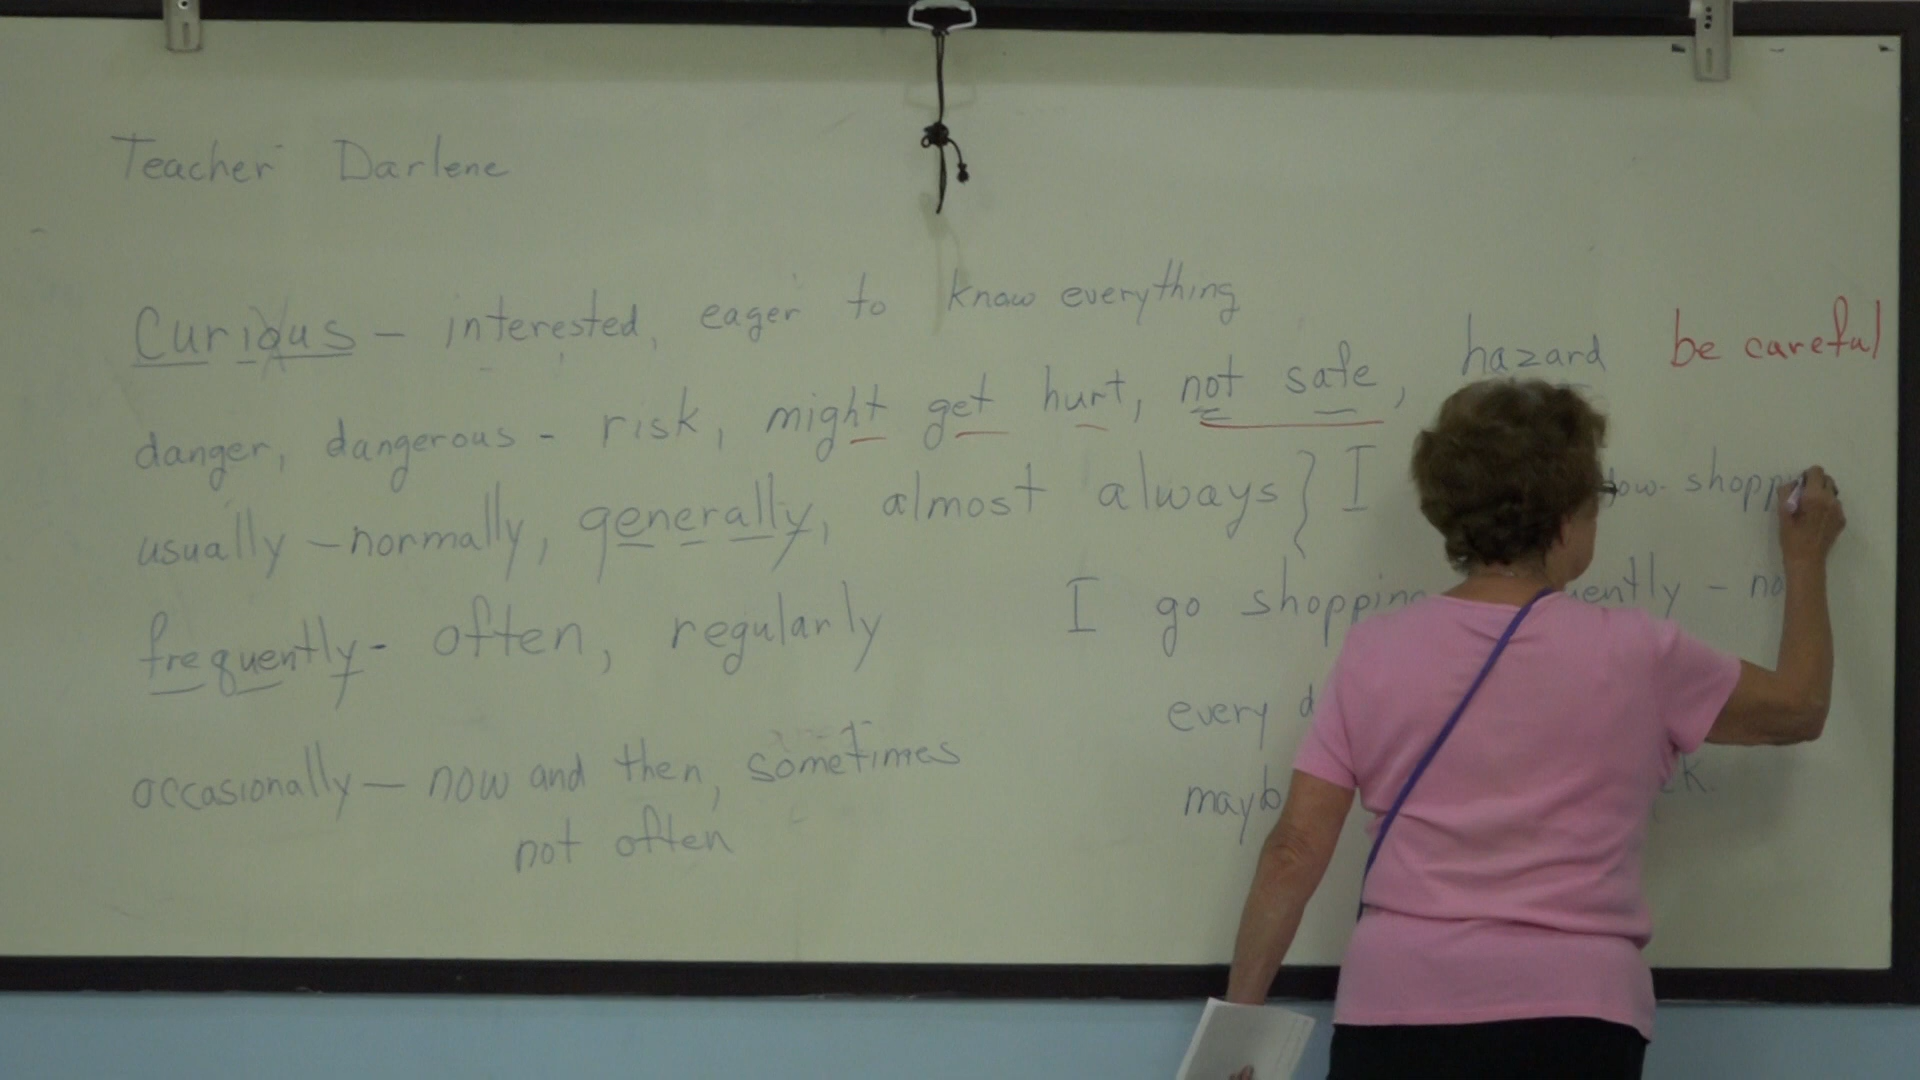 Teacher Darlene
Curious - interested, eager to know everything
danger, dangerous - risk, might get hurt, not safe, hazard be careful
usually - normally, generally, almost always } I
frequently - often, regularly I go shopping
every
occasionally - now and then, sometimes
not often